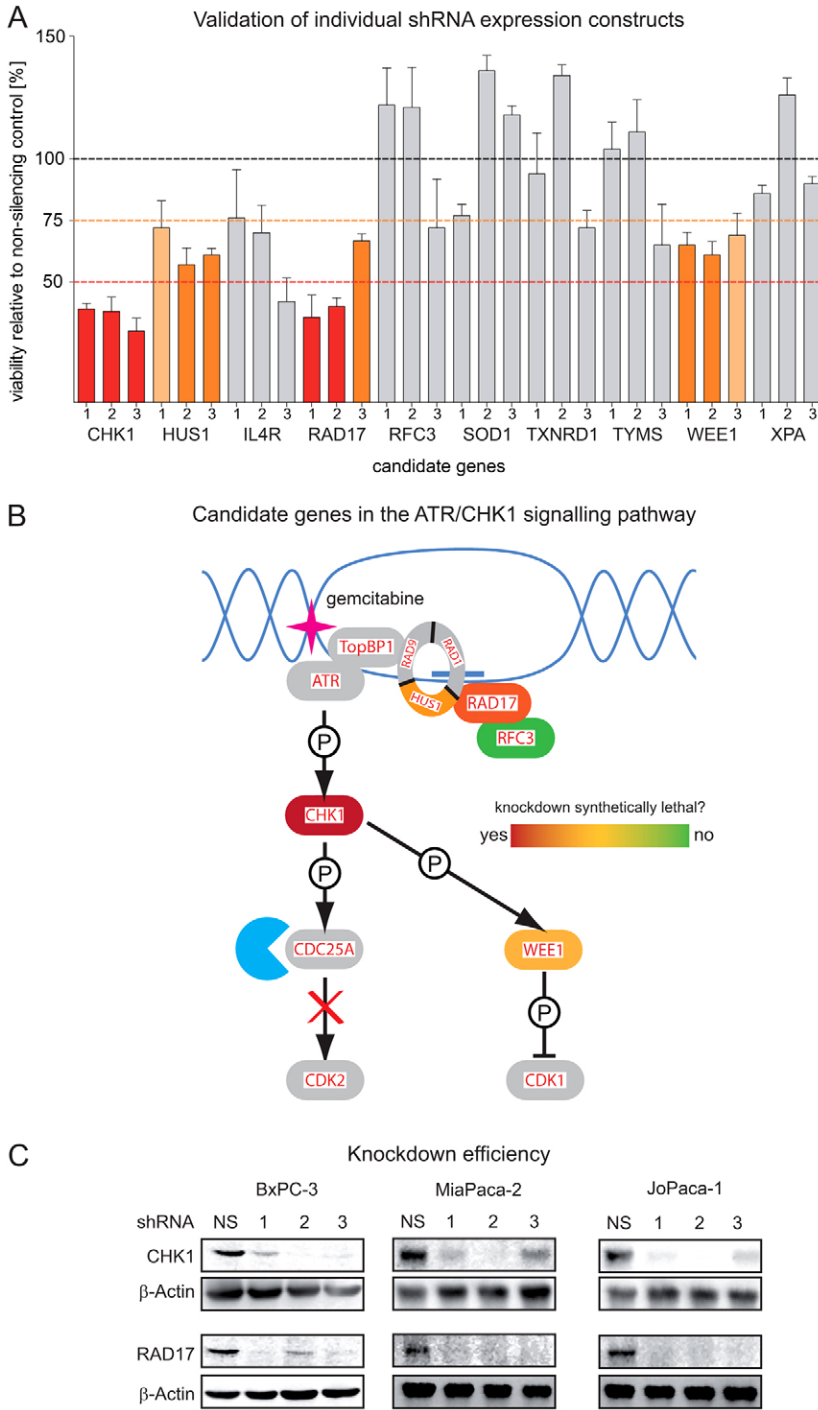 A
Validation of individual shRNA expression constructs
viability relative to non-silencing control [%]
150
100
75
50
1 2 3 1 2 3 1 2 3 1 2 3 1 2 3 1 2 3 1 2 3 1 2 3 1 2 3 1 2 3
CHK1 HUS1 IL4R RAD17 RFC3 SOD1 TXNRD1 TYMS WEE1 XPA
candidate genes
B
Candidate genes in the ATR/CHK1 signalling pathway
gemcitabine
TopBP1
RAD9
RAD1
ATR
HUS1
RAD17
RFC3
P
CHK1
knockdown synthetically lethal?
yes no
P
P
CDC25A
WEE1
P
CDK2
CDK1
C
Knockdown efficiency
BxPC-3 MiaPaca-2 JoPaca-1
shRNA NS 1 2 3 NS 1 2 3 NS 1 2 3
CHK1
β-Actin
RAD17
β-Actin